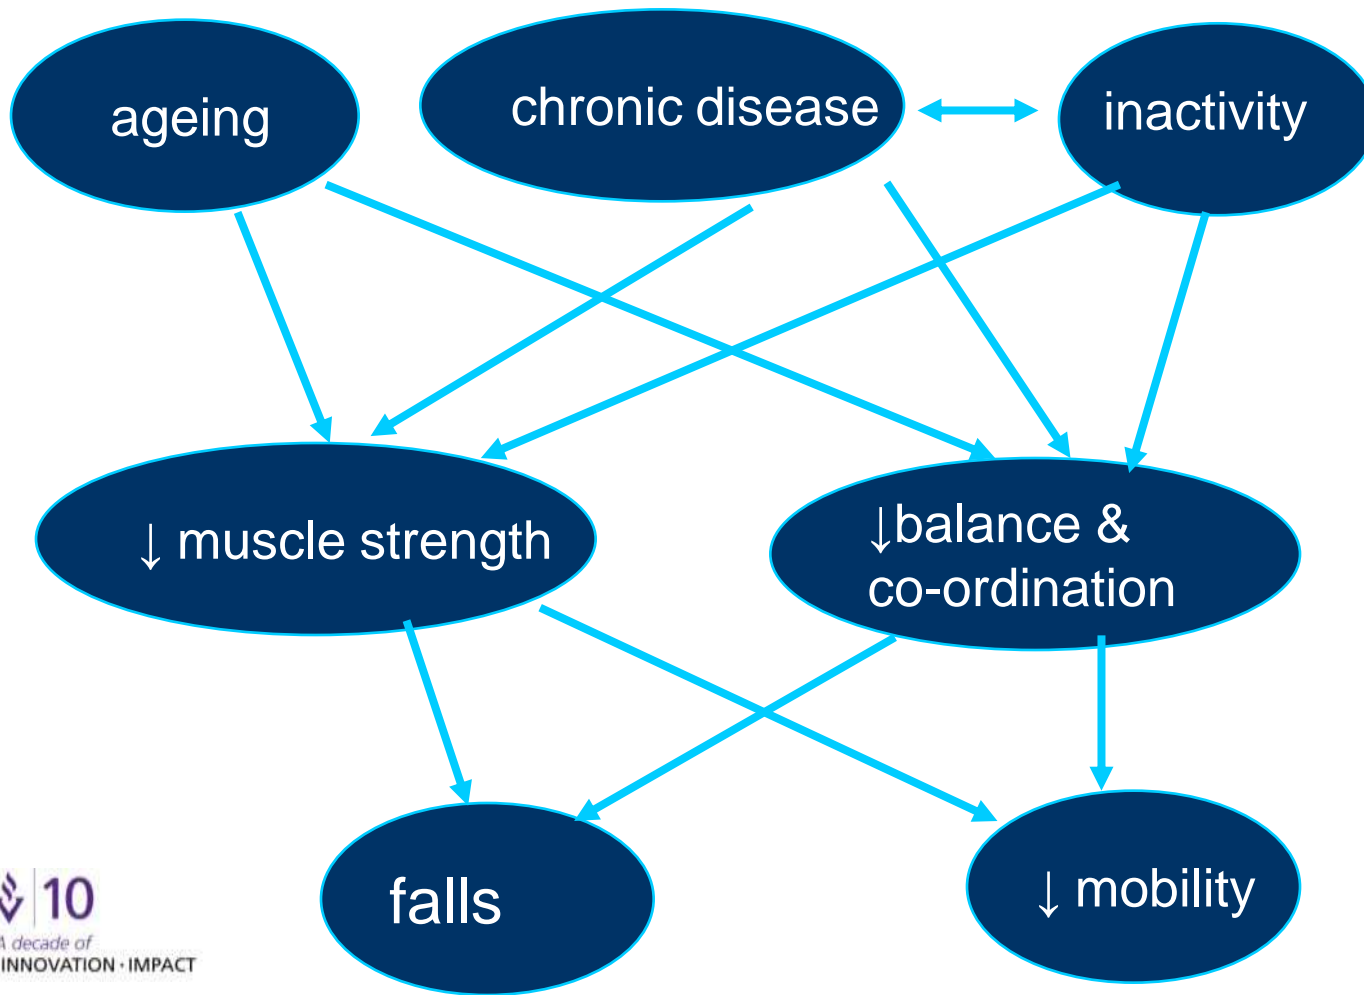 ageing
chronic disease
inactivity
↓ muscle strength
↓balance &
co-ordination
falls
↓ mobility
10
A decade of
INNOVATION · IMPACT